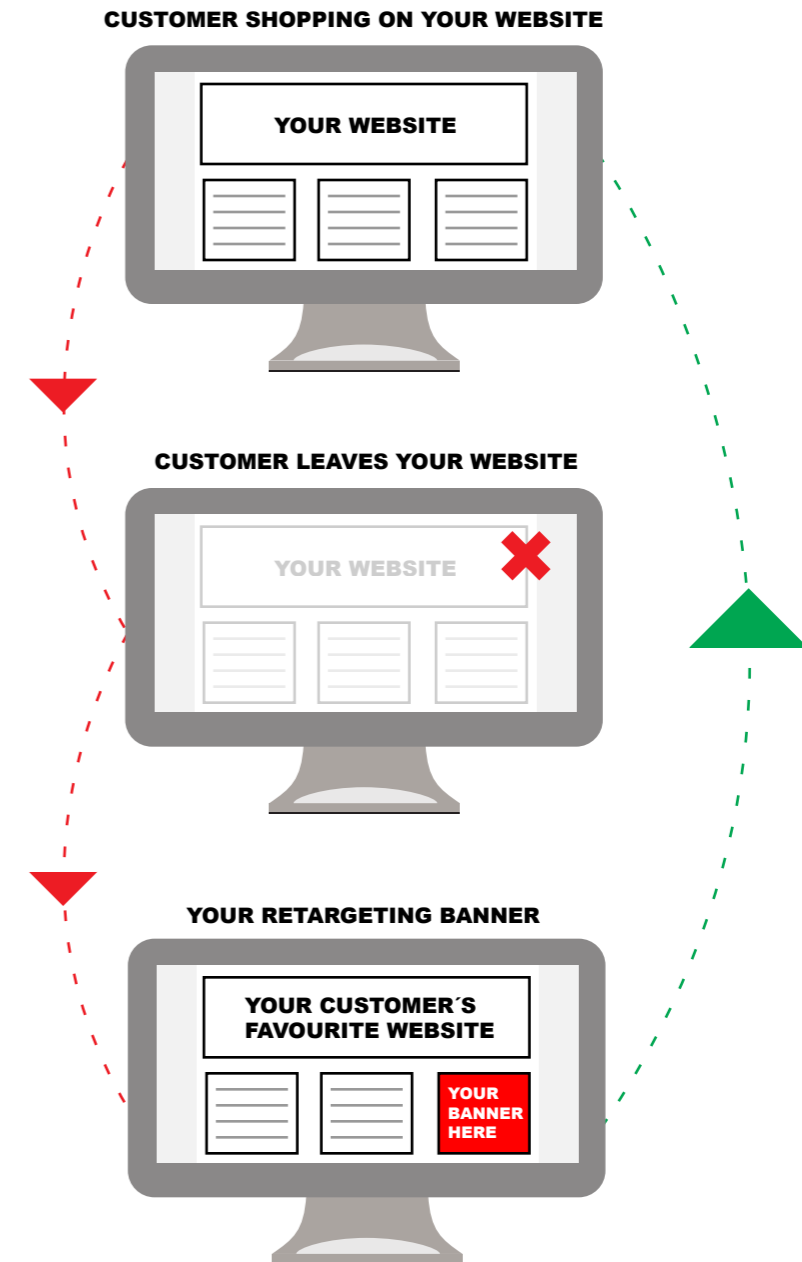 CUSTOMER SHOPPING ON YOUR WEBSITE
YOUR WEBSITE
CUSTOMER LEAVES YOUR WEBSITE
YOUR WEBSITE
YOUR RETARGETING BANNER
YOUR CUSTOMER´S
FAVOURITE WEBSITE
YOUR
BANNER
HERE